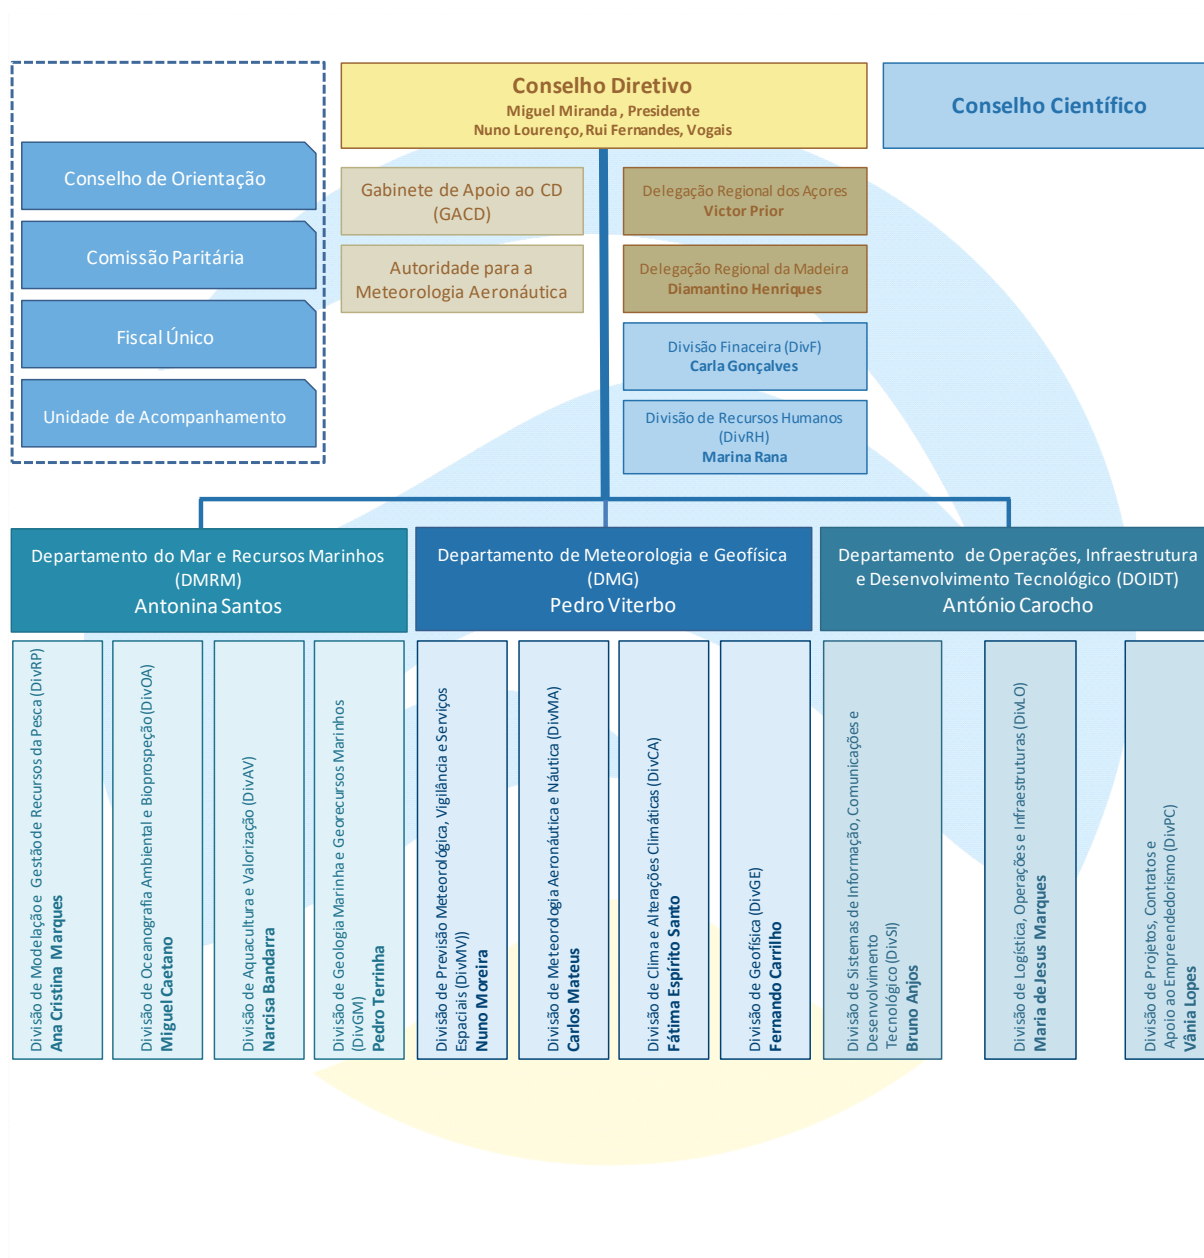 Conselho Diretivo
Miguel Miranda , Presidente
Nuno Lourenço, Rui Fernandes, Vogais
Conselho Científico
Conselho de Orientação
Comissão Paritária
Fiscal Único
Unidade de Acompanhamento
Gabinete de Apoio ao CD
(GACD)
Autoridade para a
Meteorologia Aeronáutica
Delegação Regional dos Açores
Victor Prior
Delegação Regional da Madeira
Diamantino Henriques
Divisão Finaceira (DivF)
Carla Gonçalves
Divisão de Recursos Humanos
(DivRH)
Marina Rana
Departamento do Mar e Recursos Marinhos
(DMRM)
Antonina Santos
Departamento de Meteorologia e Geofísica
(DMG)
Pedro Viterbo
Departamento de Operações, Infraestrutura
e Desenvolvimento Tecnológico (DOIDT)
António Carocho
Divisão de Modelação e Gestão de Recursos da Pesca (DivRP)
Ana Cristina Marques
Divisão de Oceanografia Ambiental e Bioprospeção (DivOA)
Miguel Caetano
Divisão de Aquacultura e Valorização (DivAV)
Narcisa Bandarra
Divisão de Geologia Marinha e Georecursos Marinhos
(DivGM)
Pedro Terrinha
Divisão de Previsão Meteorológica, Vigilância e Serviços
Espaciais (DivMV))
Nuno Moreira
Divisão de Meteorologia Aeronáutica e Náutica (DivMA)
Carlos Mateus
Divisão de Clima e Alterações Climáticas (DivCA)
Fátima Espírito Santo
Divisão de Geofísica (DivGE)
Fernando Carrilho
Divisão de Sistemas de Informação, Comunicações e
Desenvolvimento
Tecnológico (DivSI)
Bruno Anjos
Divisão de Logística, Operações e Infraestruturas (DivLO)
Maria de Jesus Marques
Divisão de Projetos, Contratos e
Apoio ao Empreendedorismo (DivPC)
Vânia Lopes